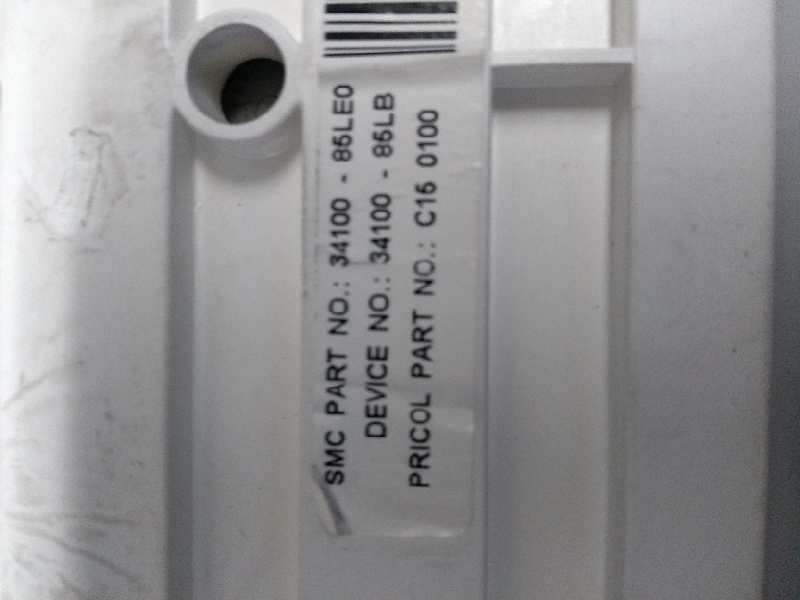 SMC PART NO.: 34100 - 85LE0
DEVICE NO.: 34100 - 85LB
PRICOL PART NO.: C15 0100